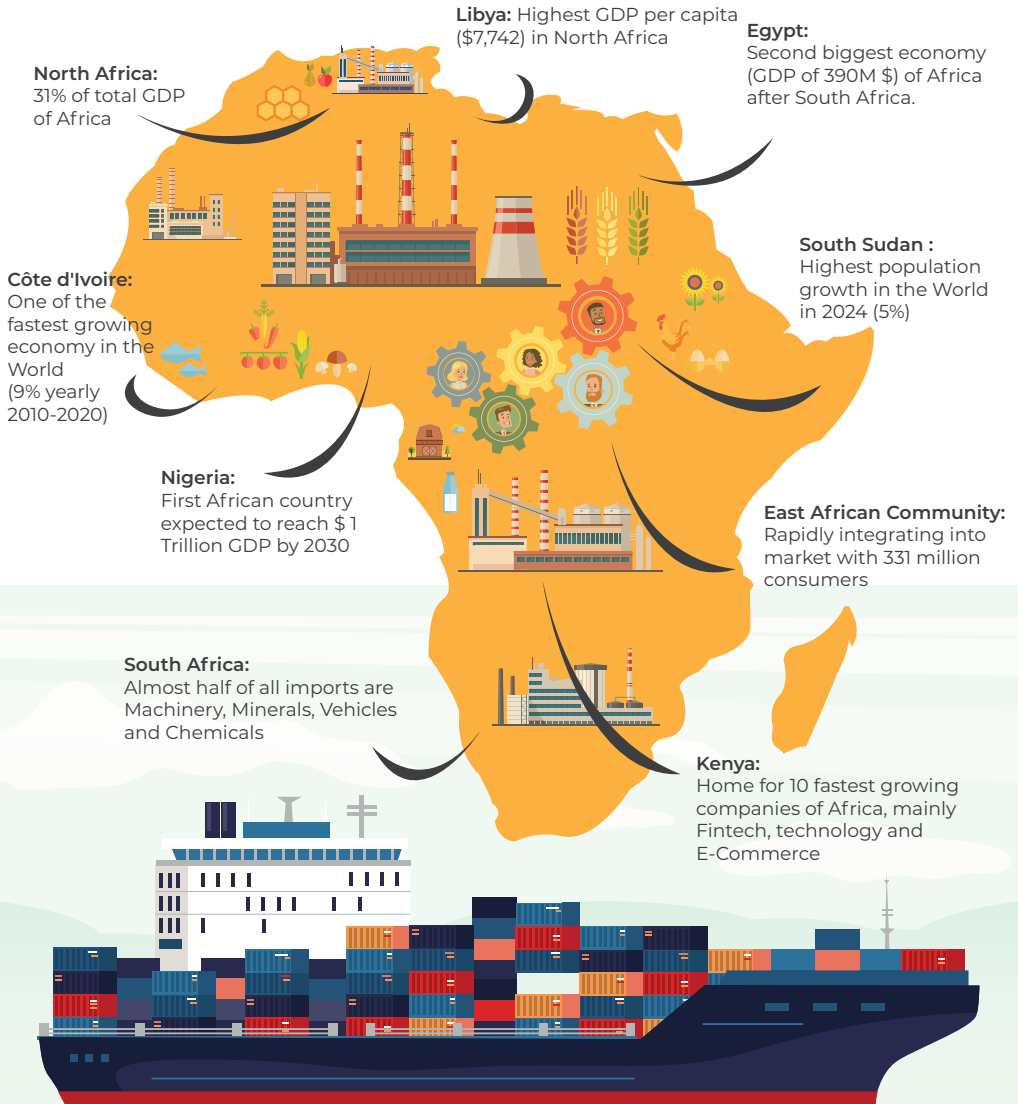 Libya: Highest GDP per capita
($7,742) in North Africa
Egypt:
Second biggest economy
(GDP of 390M $) of Africa
after South Africa.
North Africa:
31% of total GDP
of Africa
South Sudan :
Highest population
growth in the World
in 2024 (5%)
Côte d'Ivoire:
One of the
fastest growing
economy in the
World
(9% yearly
2010-2020)
Nigeria:
First African country
expected to reach $ 1
Trillion GDP by 2030
East African Community:
Rapidly integrating into
market with 331 million
consumers
South Africa:
Almost half of all imports are
Machinery, Minerals, Vehicles
and Chemicals
Kenya:
Home for 10 fastest growing
companies of Africa, mainly
Fintech, technology and
E-Commerce